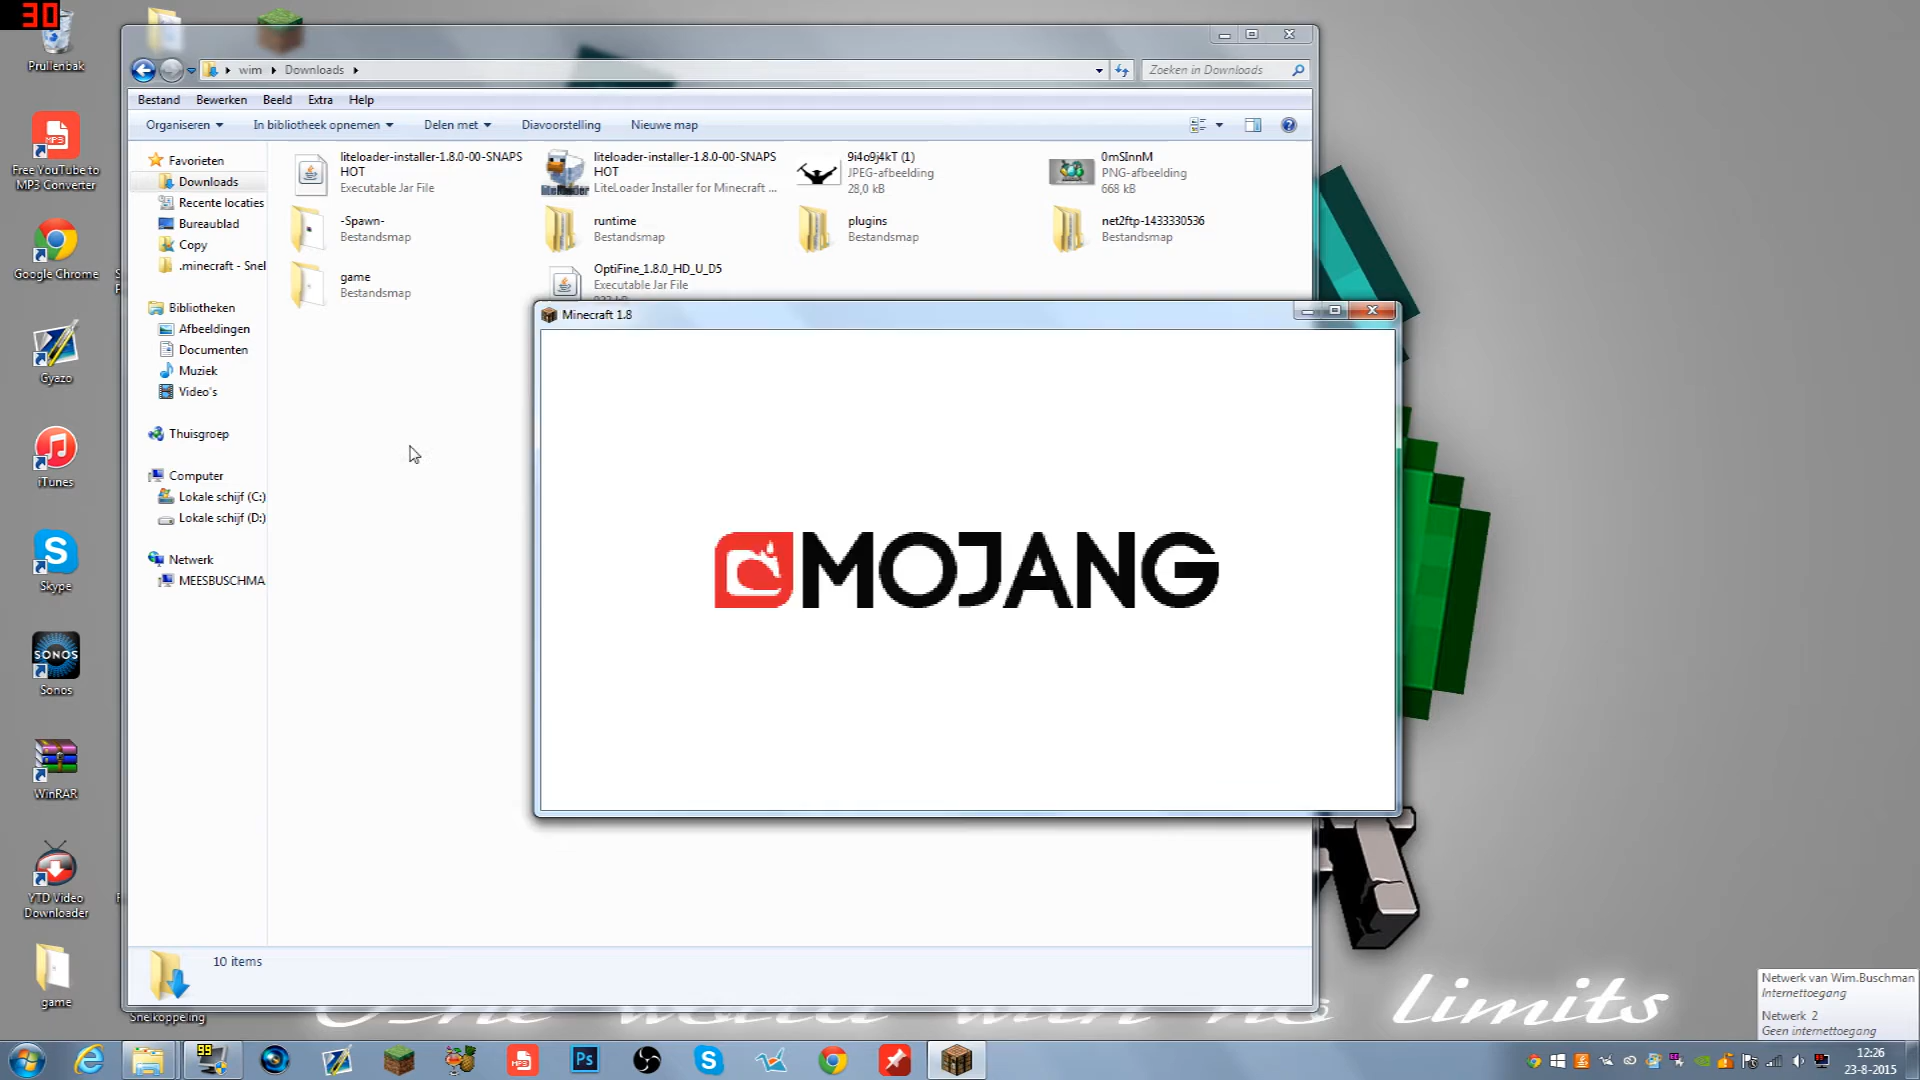 30
Prullenbak
Free YouTube to
MP3 Converter
Google Chrome
Gyazo
iTunes
Skype
SONOS
Sonos
WinRAR
YTD Video
Downloader
game
Snelkoppeling
wim
Downloads
Zoeken in Downloads
Bestand
Bewerken
Beeld
Extra
Help
Organiseren
In bibliotheek opnemen
Delen met
Diavoorstelling
Nieuwe map
Favorieten
Downloads
Recente locaties
Bureaublad
Copy
.minecraft - Snel
Bibliotheken
Afbeeldingen
Documenten
Muziek
Video's
Thuisgroep
Computer
Lokale schijf (C:)
Lokale schijf (D:)
Netwerk
MEESBUSCHMA
liteloader-installer-1.8.0-00-SNAPS
HOT
Executable Jar File
liteloader-installer-1.8.0-00-SNAPS
HOT
LiteLoader Installer for Minecraft ...
9i4o9j4kT (1)
JPEG-afbeelding
28,0 kB
0mSInnM
PNG-afbeelding
668 kB
-Spawn-
Bestandsmap
runtime
Bestandsmap
plugins
Bestandsmap
net2ftp-1433330536
Bestandsmap
game
Bestandsmap
OptiFine_1.8.0_HD_U_D5
Executable Jar File
Minecraft 1.8
MOJANG
10 items
One world with no limits
Netwerk van Wim.Buschman
Internettoegang
Netwerk 2
Geen internettoegang
99
MP3
Ps
12:26
23-8-2015